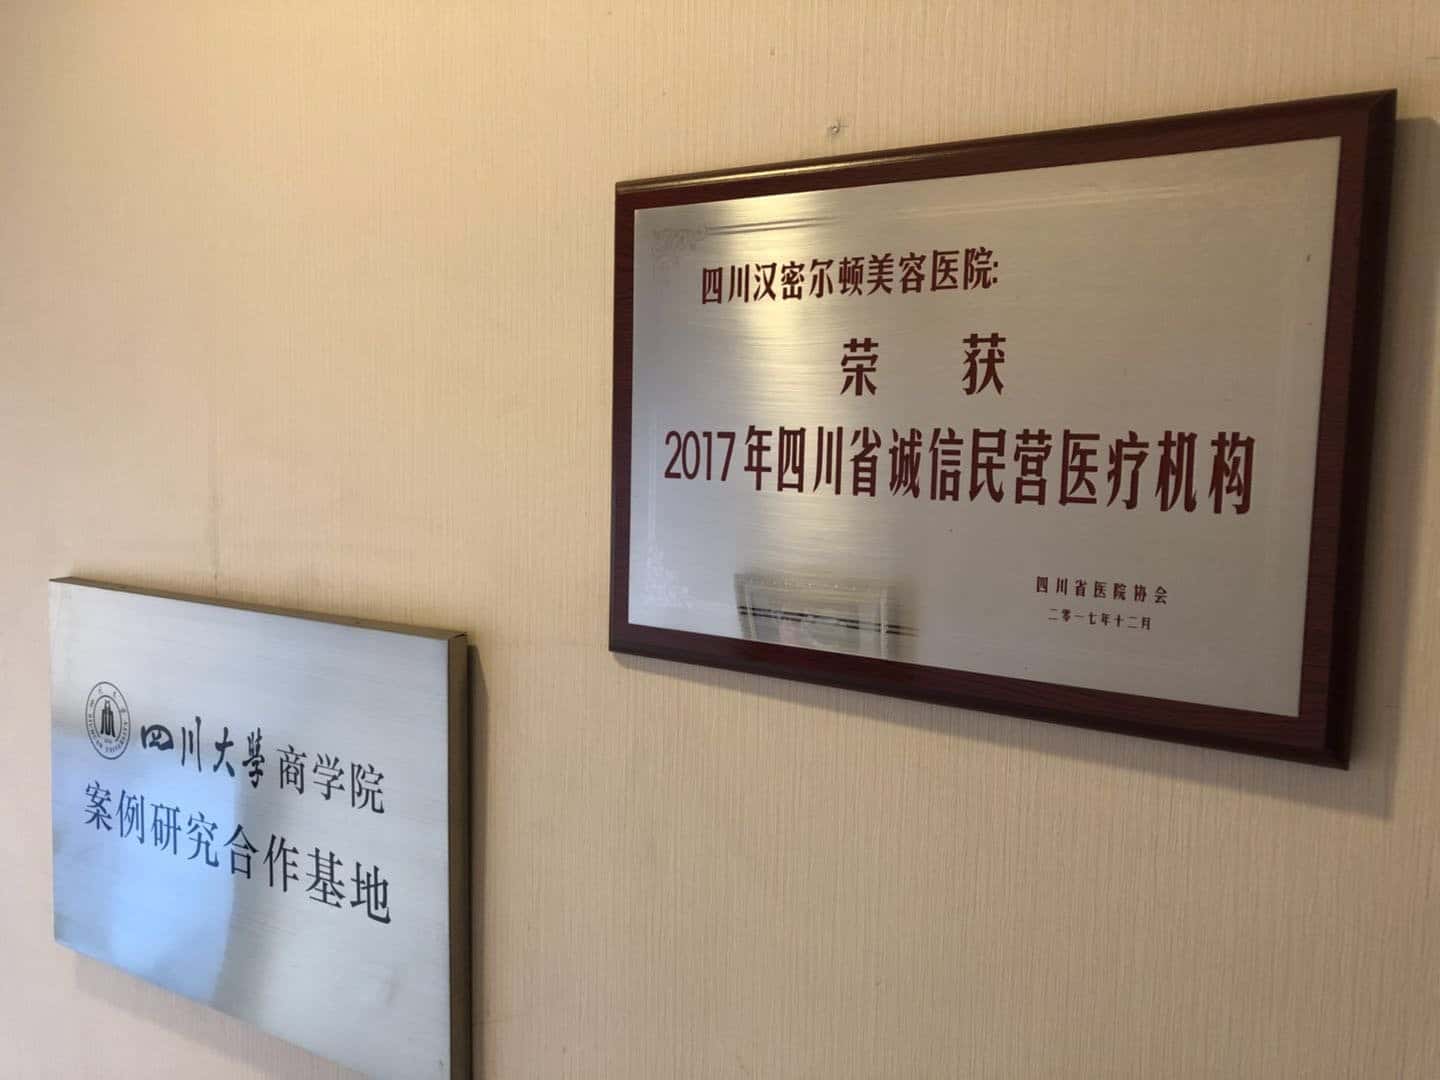 四川汉密尔顿美容医院:
荣获
2017年四川省诚信民营医疗机构
四川省医院协会
二零一七年十二月
四川大學商学院
案例研究合作基地